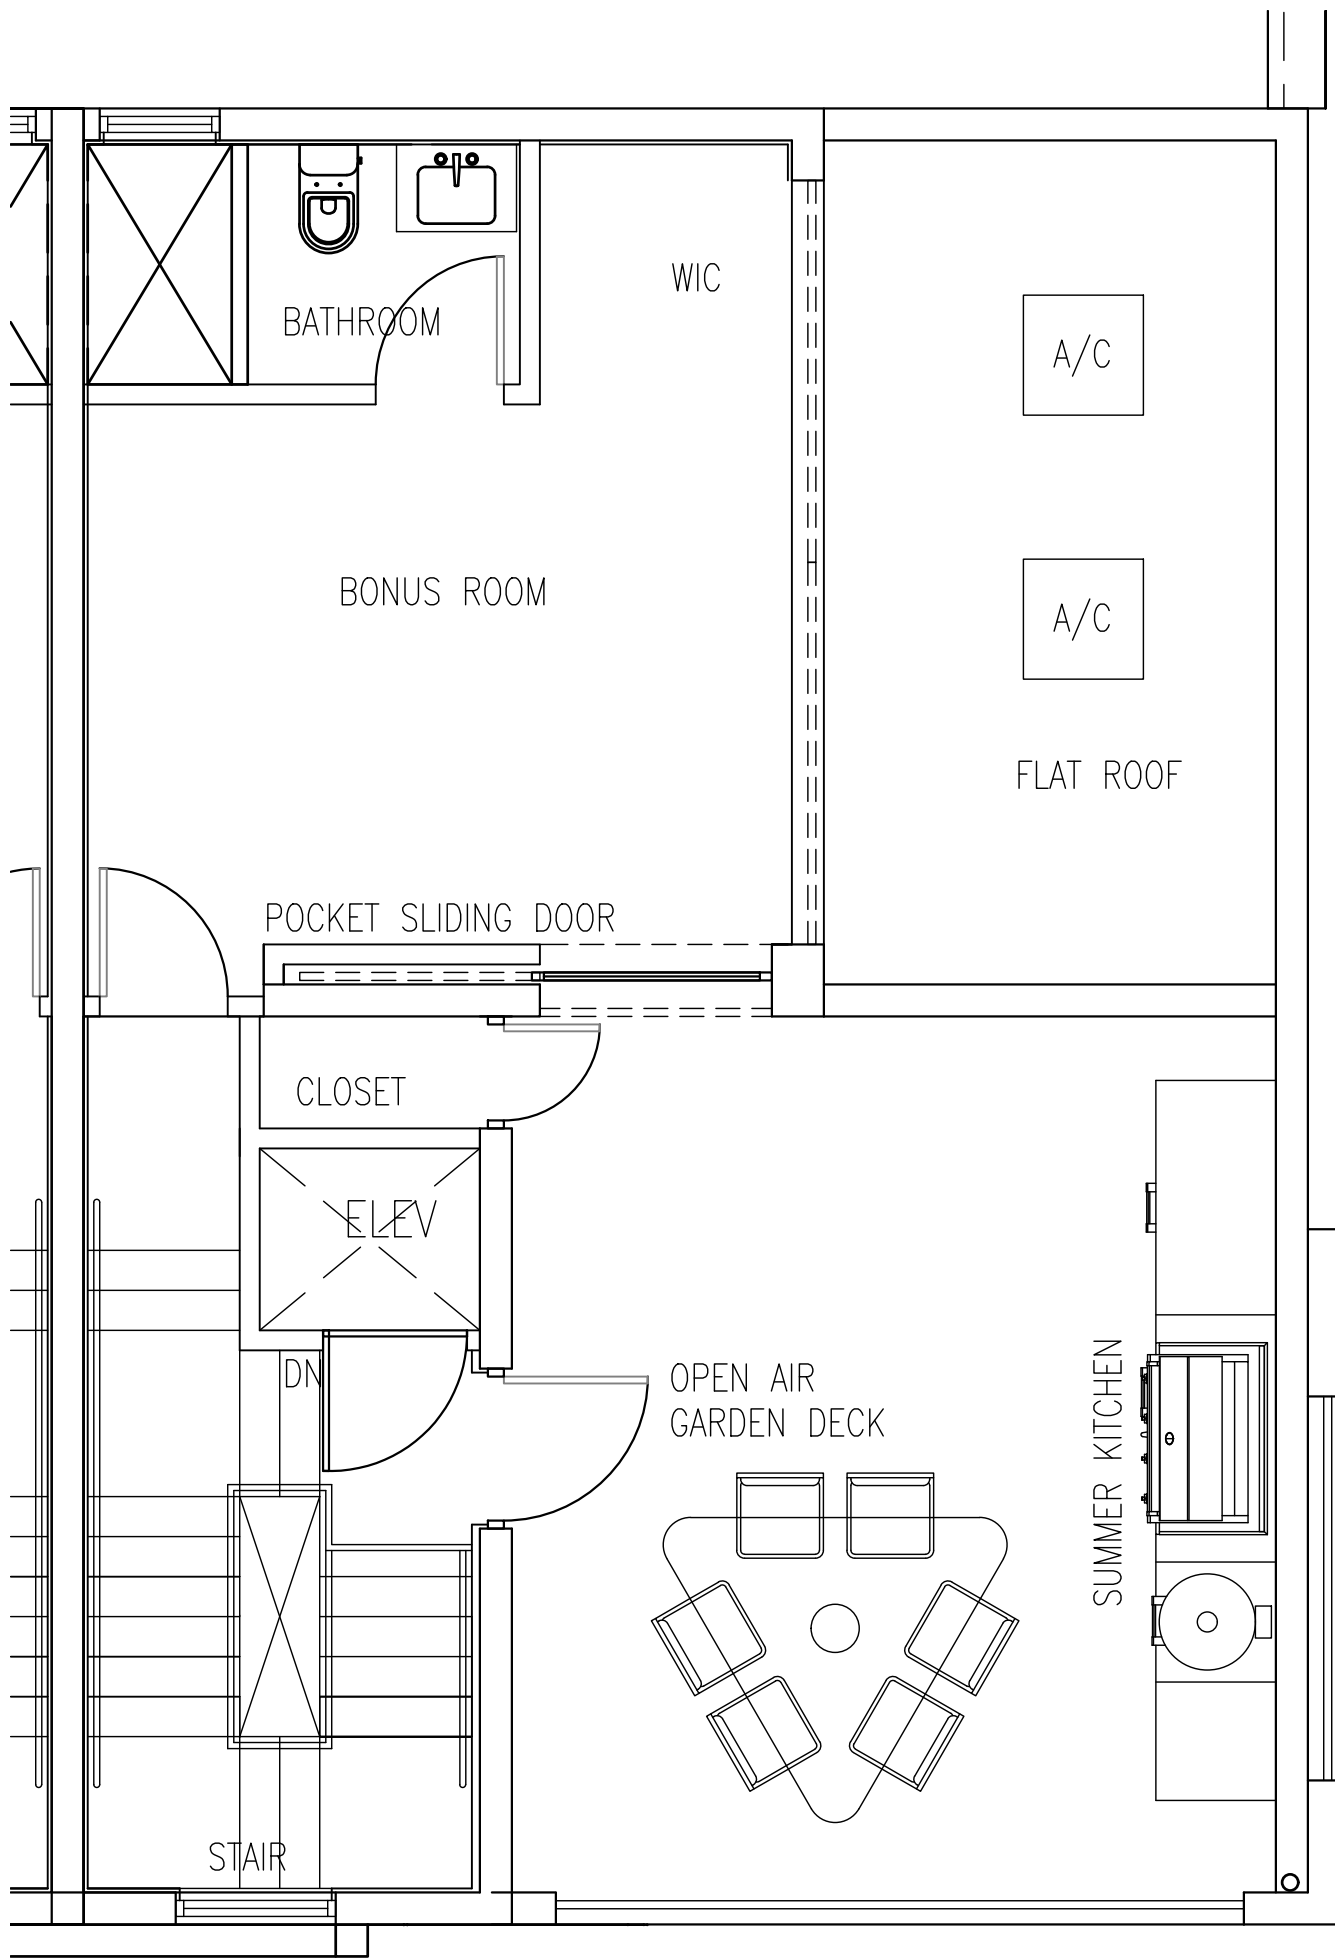 WIC
BATHROOM
A/C
BONUS ROOM
A/C
FLAT ROOF
POCKET SLIDING DOOR
CLOSET
ELEV
DN
OPEN AIR
GARDEN DECK
SUMMER KITCHEN
STAIR